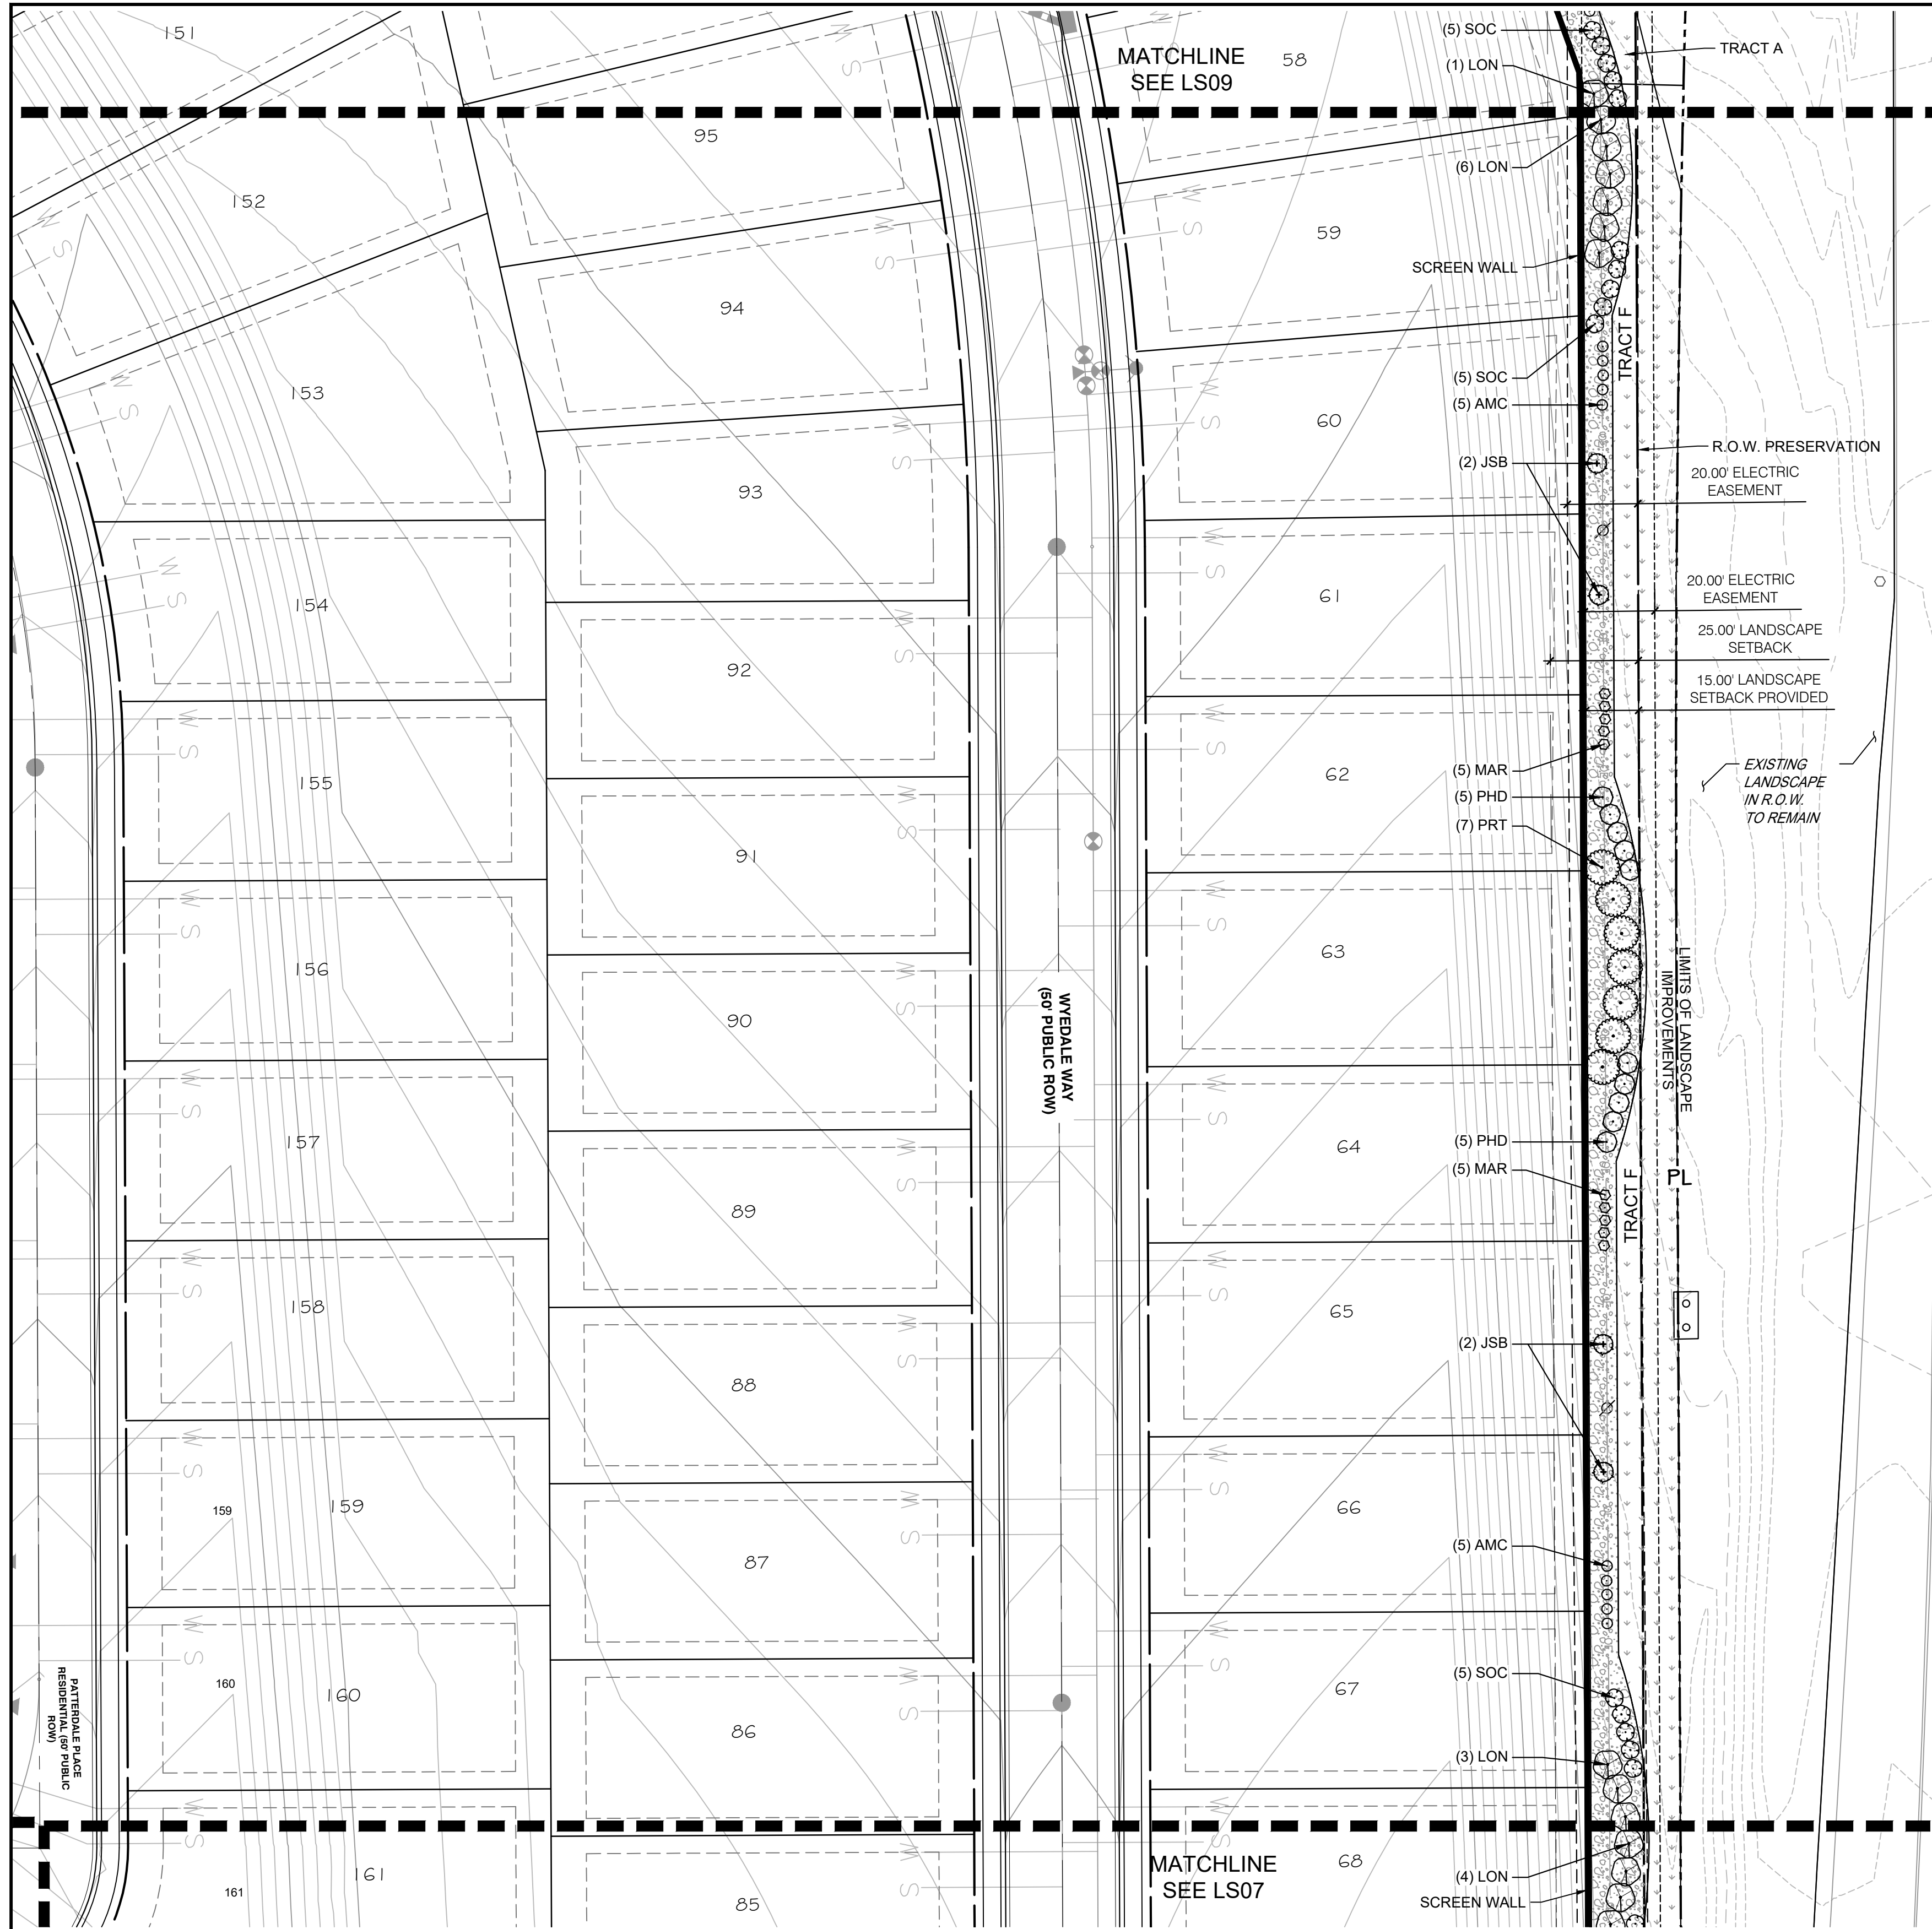 151
MATCHLINE
SEE LS09
58
(5) SOC
TRACT A
(1) LON
95
(6) LON
152
59
SCREEN WALL
94
TRACT F
153
(5) SOC
(5) AMC
60
R.O.W. PRESERVATION
(2) JSB
20.00' ELECTRIC
EASEMENT
93
154
61
20.00' ELECTRIC
EASEMENT
25.00' LANDSCAPE
SETBACK
92
15.00' LANDSCAPE
SETBACK PROVIDED
155
62
(5) MAR
EXISTING
LANDSCAPE
IN R.O.W.
TO REMAIN
(5) PHD
(7) PRT
91
156
63
LIMITS OF LANDSCAPE
IMPROVEMENTS
90
WYEDALE WAY
(50' PUBLIC ROW)
157
64
(5) PHD
(5) MAR
TRACT F
PL
89
158
65
(2) JSB
88
159
159
66
(5) AMC
87
160
160
67
(5) SOC
PATTERDALE PLACE
RESIDENTIAL (50' PUBLIC
ROW)
86
(3) LON
161
161
MATCHLINE
SEE LS07
68
(4) LON
SCREEN WALL
85
W
S
W
S
W
S
W
S
W
S
W
S
W
S
W
S
W
S
W
S
W
S